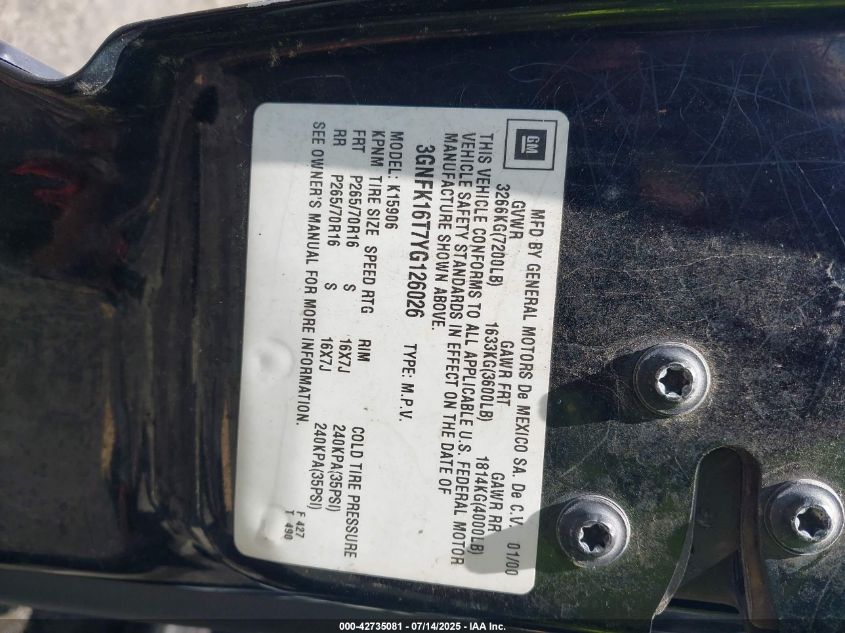 GM
MFD BY GENERAL MOTORS De MEXICO SA. De C.V. 01/00
GVWR GAWR FRT GAWR RR
3266KG(7200LB) 1633KG(3600LB) 1814KG(4000LB)
THIS VEHICLE CONFORMS TO ALL APPLICABLE U.S. FEDERAL MOTOR
VEHICLE SAFETY STANDARDS IN EFFECT ON THE DATE OF
MANUFACTURE SHOWN ABOVE.
3GNFK16T7YG126026 TYPE: M.P.V.
MODEL: K15906
KPNM TIRE SIZE SPEED RTG RIM COLD TIRE PRESSURE
FRT P265/70R16 S 16X7J 240KPA(35PSI)
RR P265/70R16 S 16X7J 240KPA(35PSI)
SEE OWNER'S MANUAL FOR MORE INFORMATION.
F 427
T 490
000-42735081 - 07/14/2025 - IAA Inc.